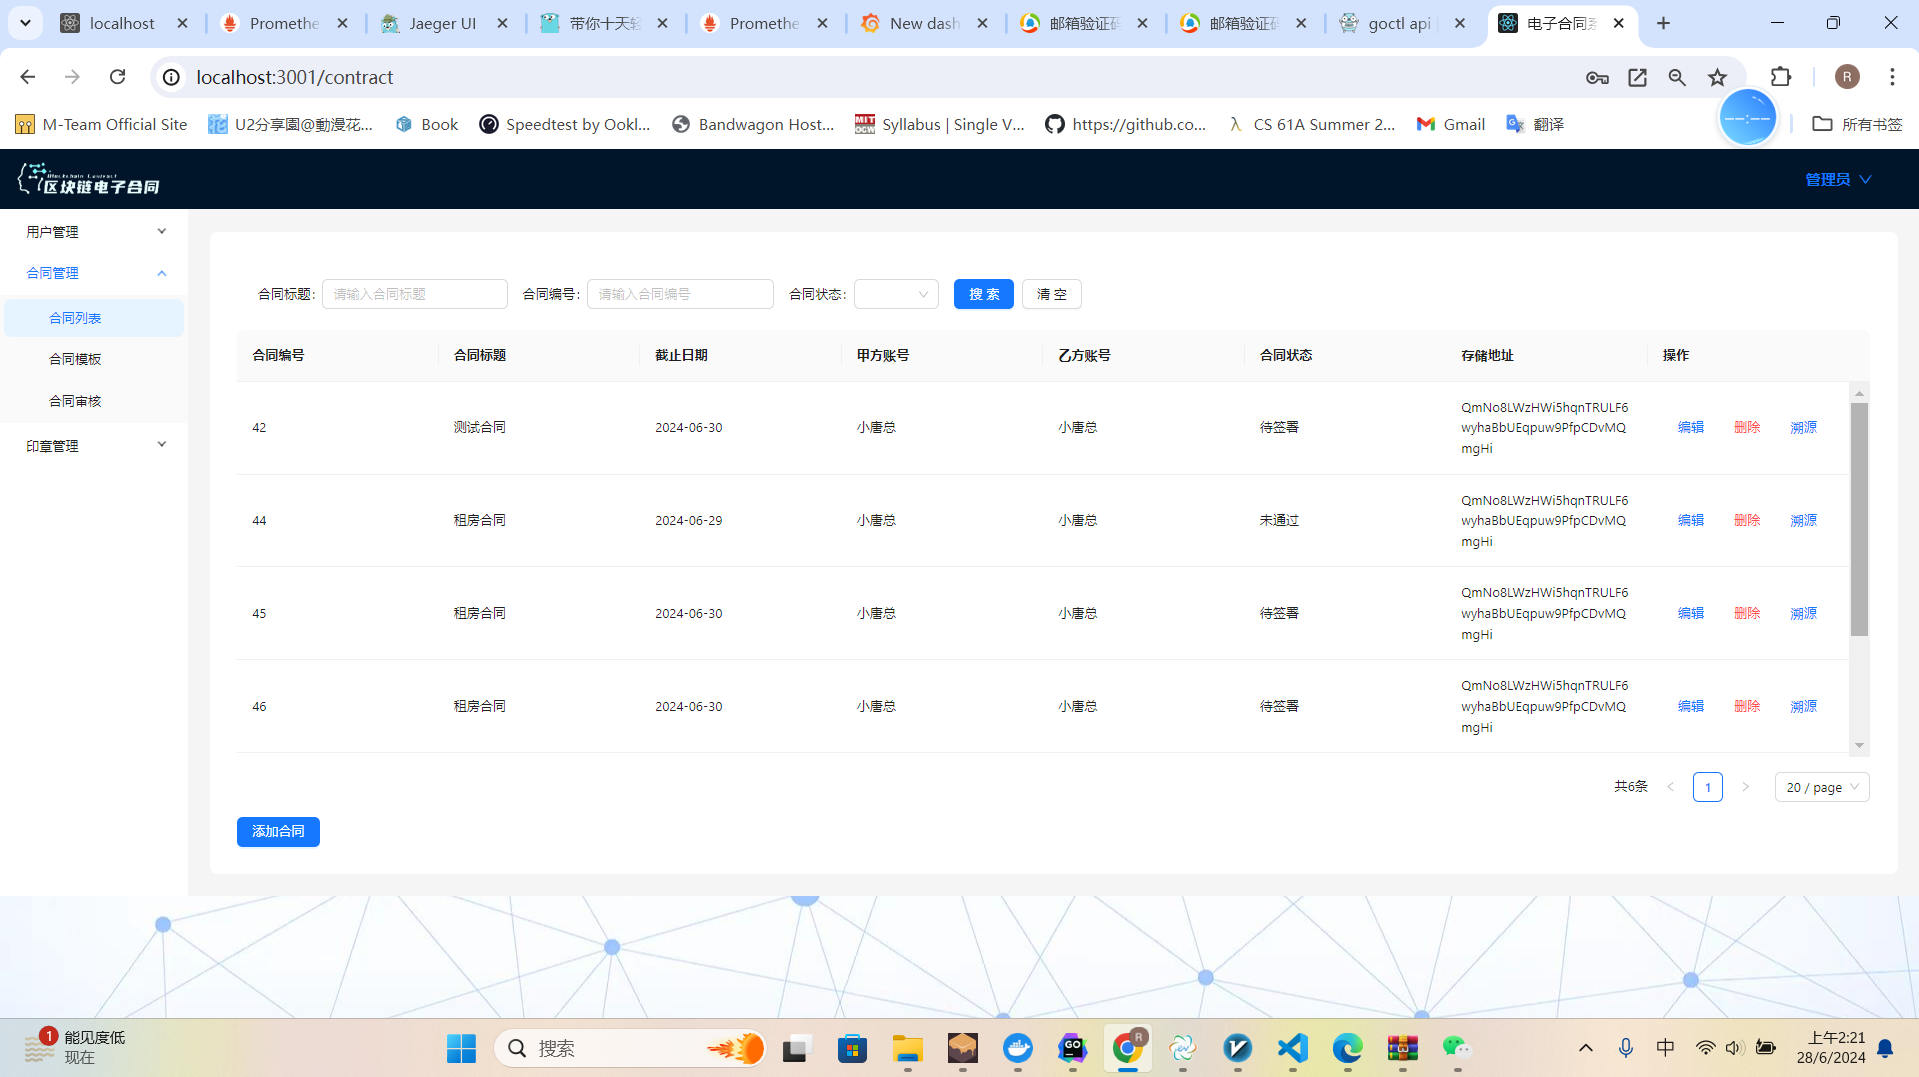 localhost
Promethe
Jaeger UI
带你十天轻
Promethe
New dash
邮箱验证码
邮箱验证码
goctl api
电子合同系
localhost:3001/contract
R
M-Team Official Site
U2分享園@動漫花...
Book
Speedtest by Ookl...
Bandwagon Host...
Syllabus | Single V...
https://github.co...
CS 61A Summer 2...
Gmail
翻译
所有书签
区块链电子合同
管理员
用户管理
合同管理
合同列表
合同模板
合同审核
印章管理
合同标题: 请输入合同标题 合同编号: 请输入合同编号 合同状态: 搜 索 清 空
合同编号 合同标题 截止日期 甲方账号 乙方账号 合同状态 存储地址 操作
42 测试合同 2024-06-30 小唐总 小唐总 待签署 QmNo8LWzHWi5hqnTRULF6
wyhaBbUEqpuw9PfpCDvMQ
mgHi 编辑 删除 溯源
44 租房合同 2024-06-29 小唐总 小唐总 未通过 QmNo8LWzHWi5hqnTRULF6
wyhaBbUEqpuw9PfpCDvMQ
mgHi 编辑 删除 溯源
45 租房合同 2024-06-30 小唐总 小唐总 待签署 QmNo8LWzHWi5hqnTRULF6
wyhaBbUEqpuw9PfpCDvMQ
mgHi 编辑 删除 溯源
46 租房合同 2024-06-30 小唐总 小唐总 待签署 QmNo8LWzHWi5hqnTRULF6
wyhaBbUEqpuw9PfpCDvMQ
mgHi 编辑 删除 溯源
共6条 1 20 / page
添加合同
1
能见度低
现在
搜索
中
上午2:21
28/6/2024